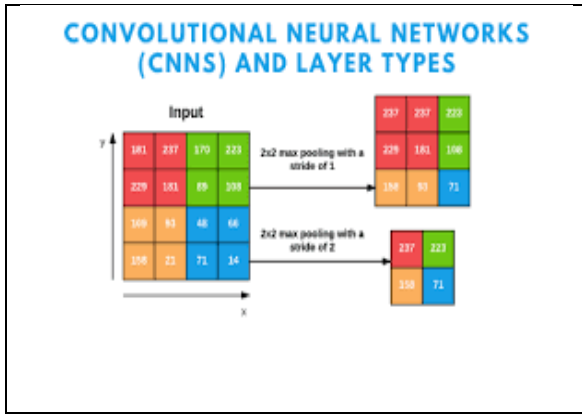 CONVOLUTIONAL NEURAL NETWORKS
(CNNS) AND LAYER TYPES
Input
y
181 237 170 223
229 181 89 108
109 93 48 66
158 21 71 14
x
2x2 max pooling with a
stride of 1
237 237 223
229 181 108
158 93 71
2x2 max pooling with a
stride of 2
237 223
158 71